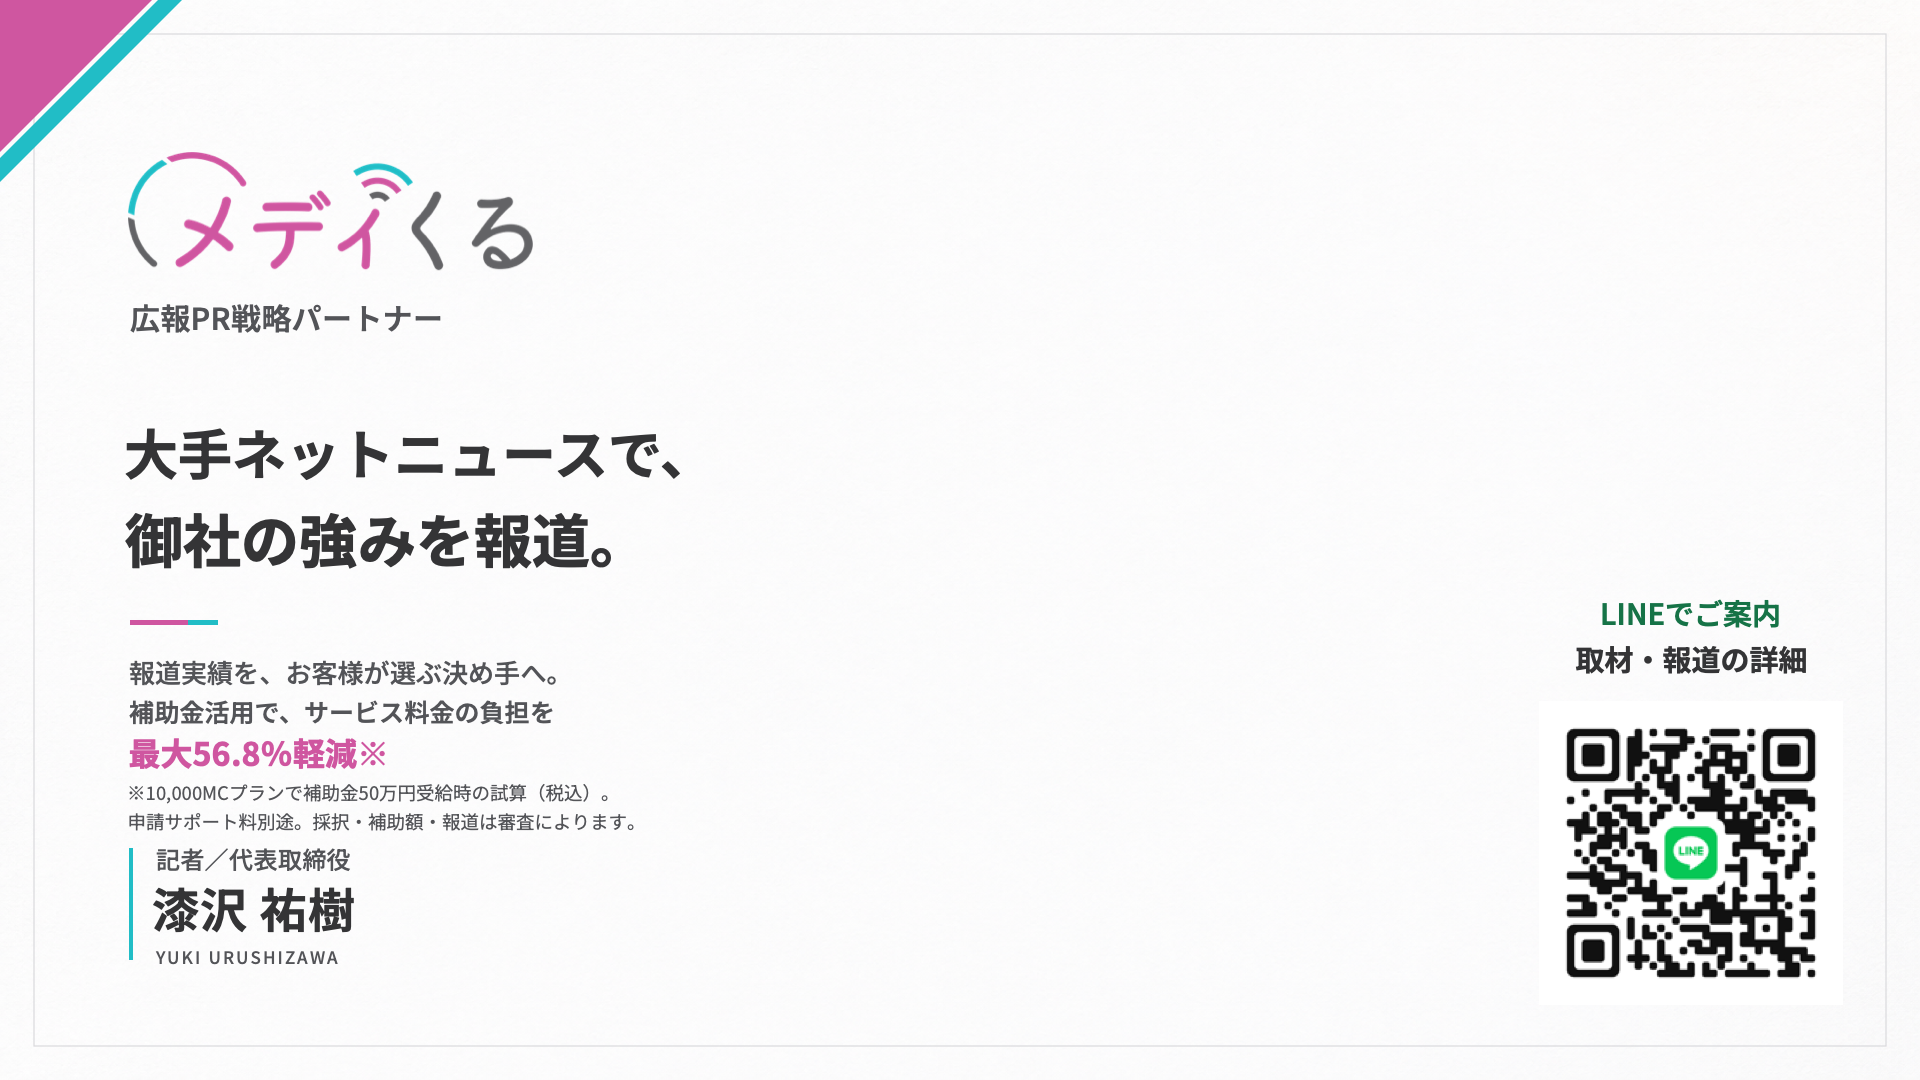 メディくる
広報PR戦略パートナー
大手ネットニュースで、
御社の強みを報道。
報道実績を、お客様が選ぶ決め手へ。
補助金活用で、サービス料金の負担を
最大56.8%軽減※
※10,000MCプランで補助金50万円受給時の試算（税込）。
申請サポート料別途。採択・補助額・報道は審査によります。
記者／代表取締役
漆沢 祐樹
YUKI URUSHIZAWA
LINEでご案内
取材・報道の詳細
LINE